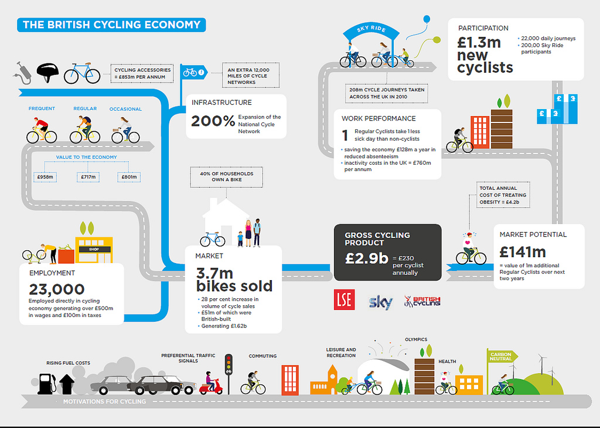 THE BRITISH CYCLING ECONOMY
CYCLING ACCESSORIES
= £853m PER ANNUM
AN EXTRA 12,000
MILES OF CYCLE
NETWORKS
INFRASTRUCTURE
200%
Expansion of the
National Cycle
Network
FREQUENT
REGULAR
OCCASIONAL
VALUE TO THE ECONOMY
£958m
£717m
£801m
SHOP
EMPLOYMENT
23,000
Employed directly in cycling
economy generating over £500m
in wages and £100m in taxes
40% OF HOUSEHOLDS
OWN A BIKE
MARKET
3.7m
bikes sold
• 28 per cent increase in
volume of cycle sales
• £51m of which were
British-built
• Generating £1.62b
SKY RIDE
208m CYCLE JOURNEYS TAKEN
ACROSS THE UK IN 2010
WORK PERFORMANCE
1
Regular Cyclists take 1 less
sick day than non-cyclists
• saving the economy £128m a year in
reduced absenteeism
• inactivity costs in the UK = £760m
per annum
PARTICIPATION
£1.3m
new
cyclists
• 22,000 daily journeys
• 200,00 Sky Ride
participants
£ £ £
TOTAL ANNUAL
COST OF TREATING
OBESITY = £4.2b
GROSS CYCLING
PRODUCT
£2.9b
= £230
per cyclist
annually
MARKET POTENTIAL
£141m
= value of 1m additional
Regular Cyclists over next
two years
LSE
sky
BRITISH
CYCLING
RISING FUEL COSTS
PREFERENTIAL TRAFFIC
SIGNALS
COMMUTING
LEISURE AND
RECREATION
OLYMPICS
HEALTH
CARBON
NEUTRAL
MOTIVATIONS FOR CYCLING